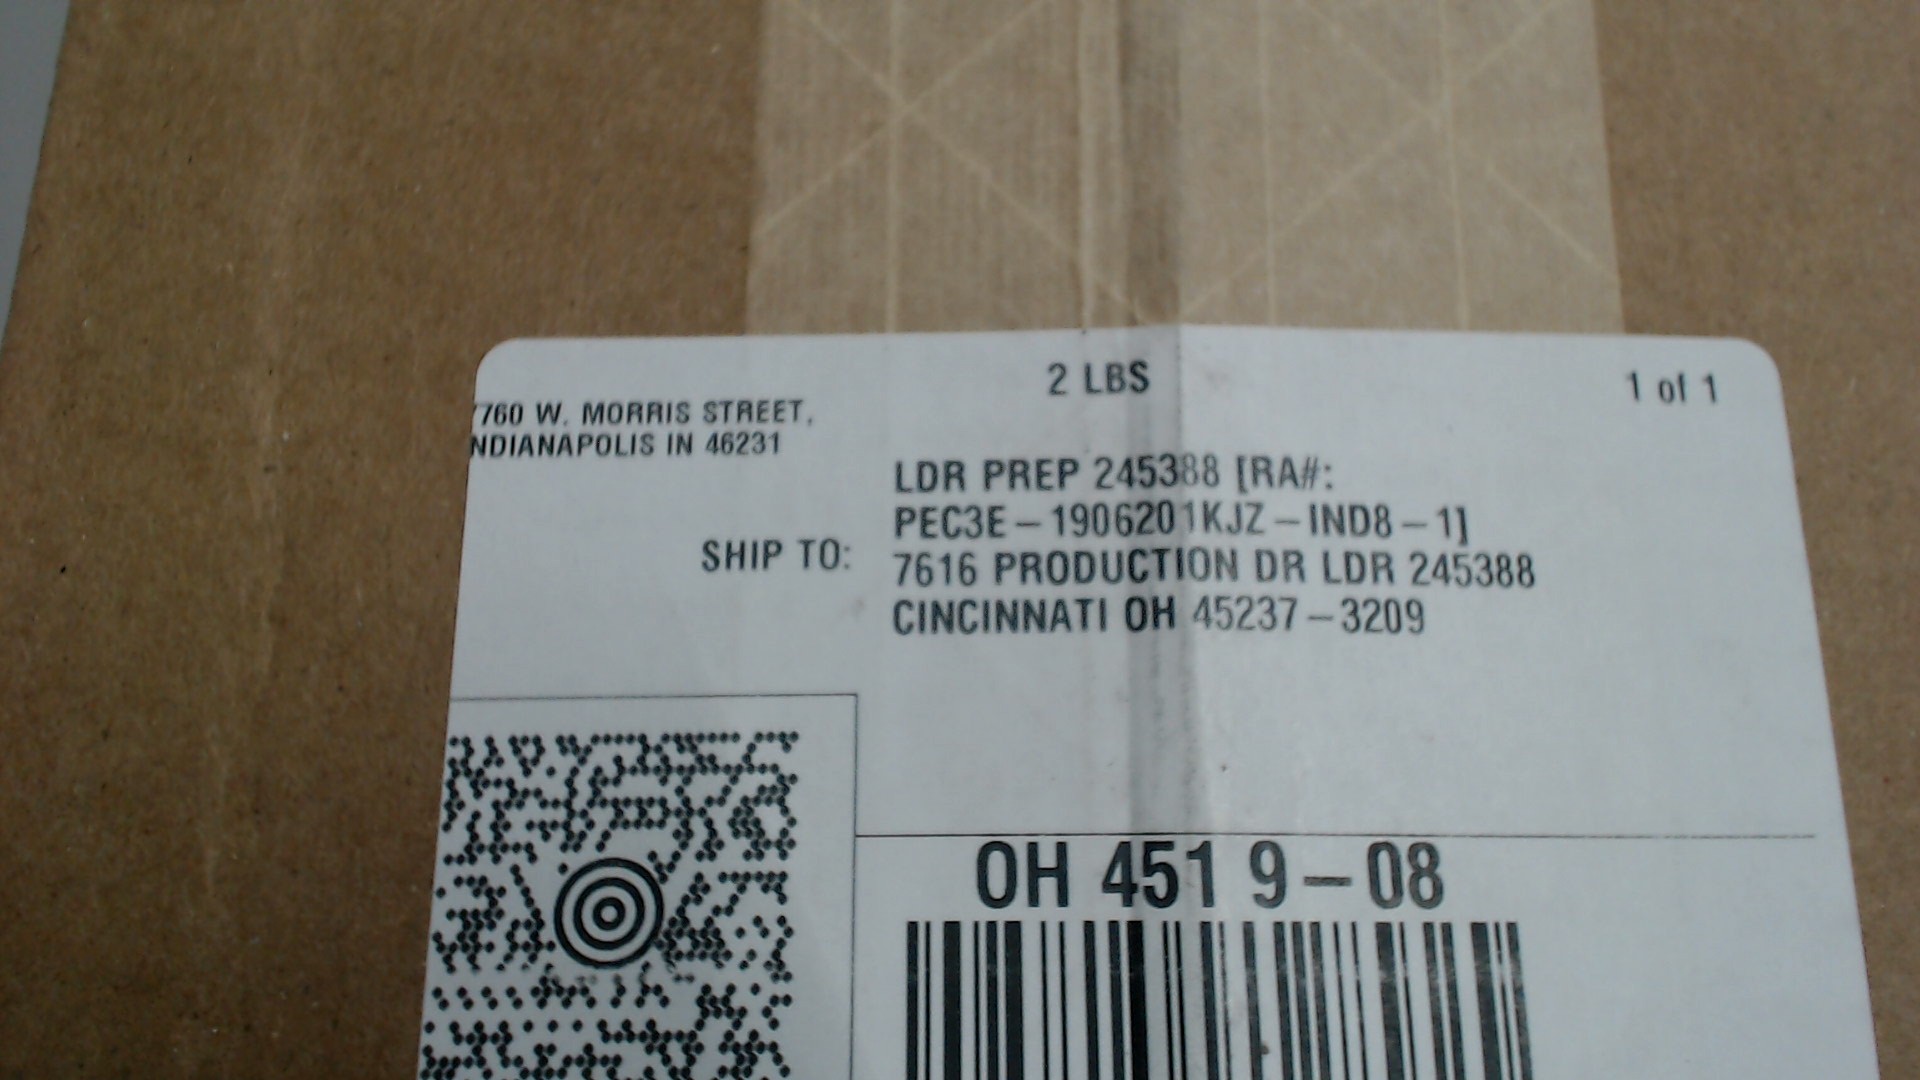 2 LBS
1 of 1
7760 W. MORRIS STREET,
NDIANAPOLIS IN 46231
LDR PREP 245388 [RA#:
PEC3E-1906201KJZ-IND8-1]
SHIP TO:
7616 PRODUCTION DR LDR 245388
CINCINNATI OH 45237-3209
OH 451 9-08